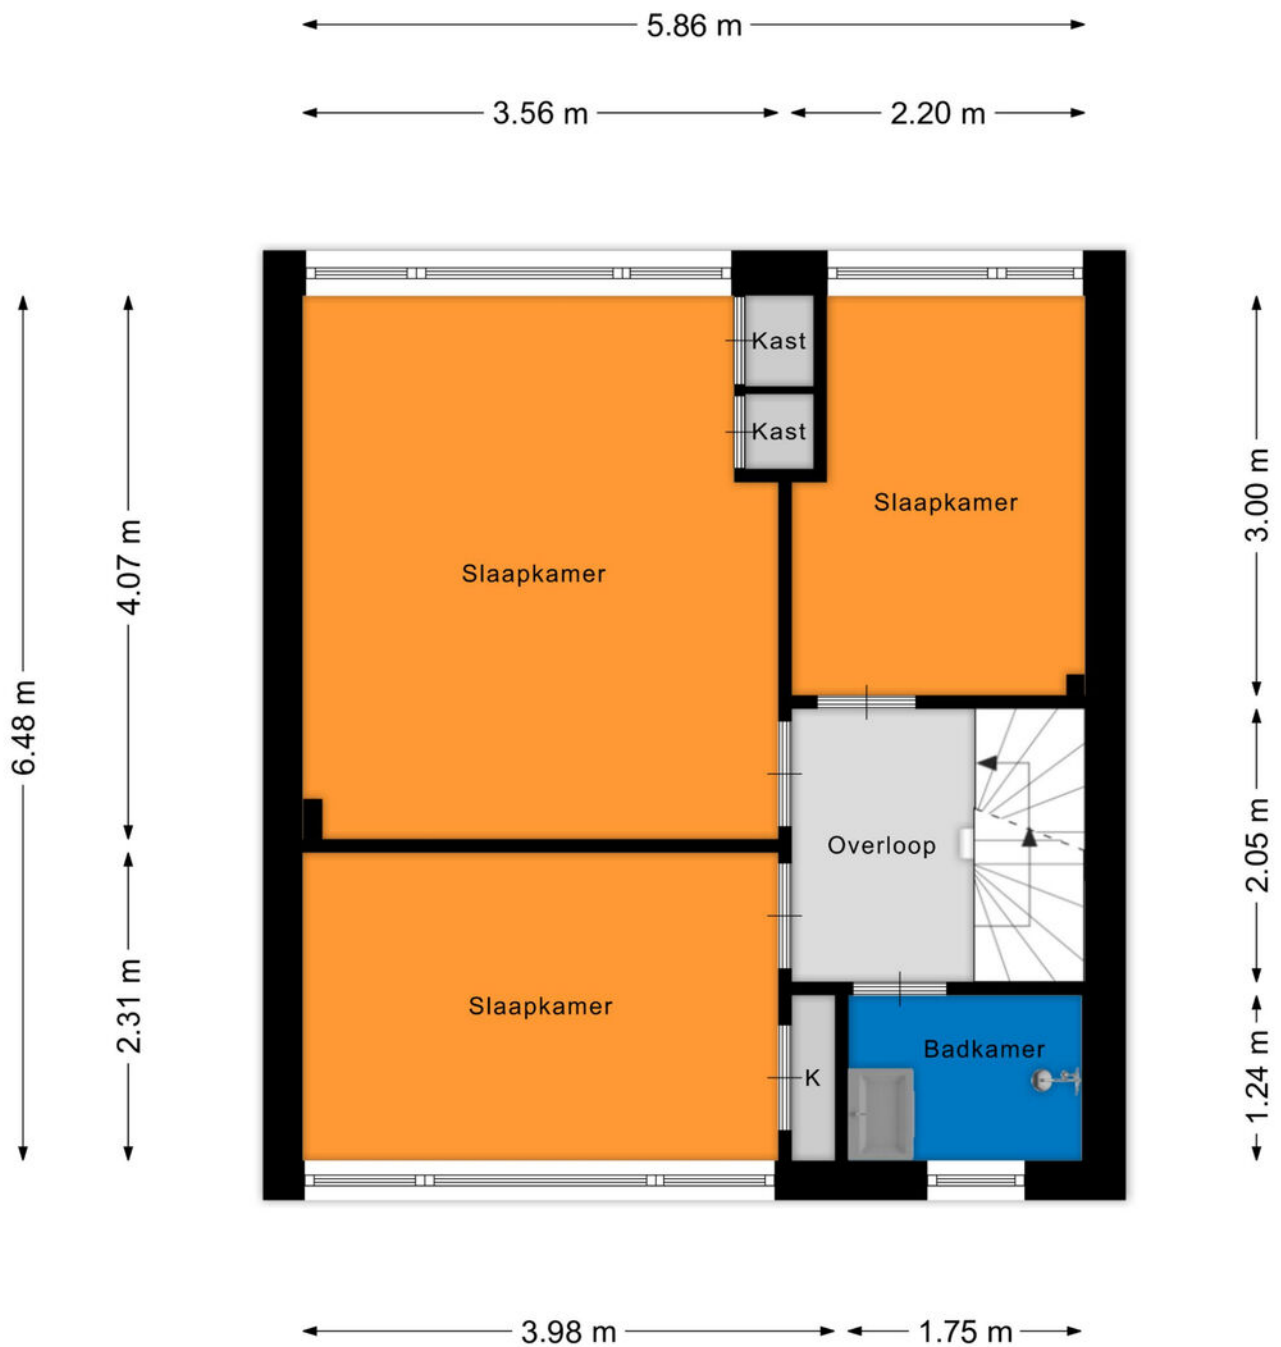 5.86 m
3.56 m
2.20 m
Kast
Kast
Slaapkamer
Slaapkamer
4.07 m
3.00 m
6.48 m
Overloop
2.05 m
2.31 m
Slaapkamer
Badkamer
K
1.24 m
3.98 m
1.75 m